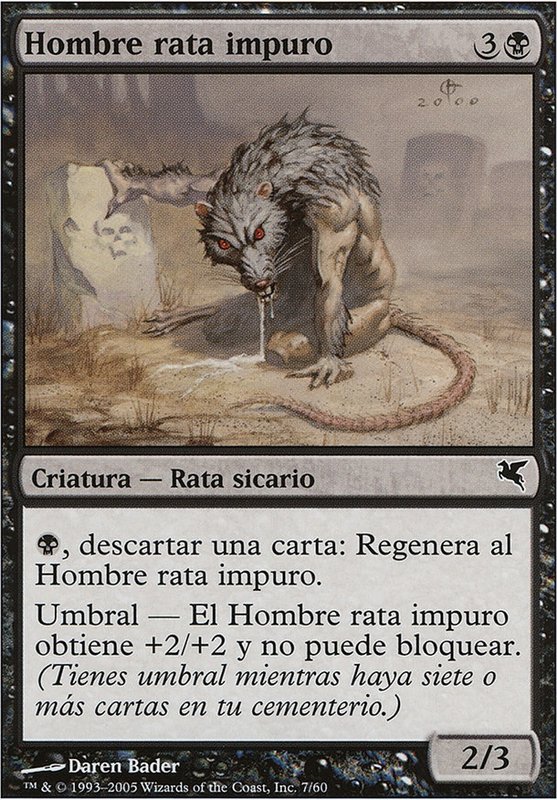 Hombre rata impuro 3
2000
Criatura — Rata sicario
, descartar una carta: Regenera al
Hombre rata impuro.
Umbral — El Hombre rata impuro
obtiene +2/+2 y no puede bloquear.
(Tienes umbral mientras haya siete o
más cartas en tu cementerio.)
2/3
Daren Bader
™ & © 1993–2005 Wizards of the Coast, Inc. 7/60